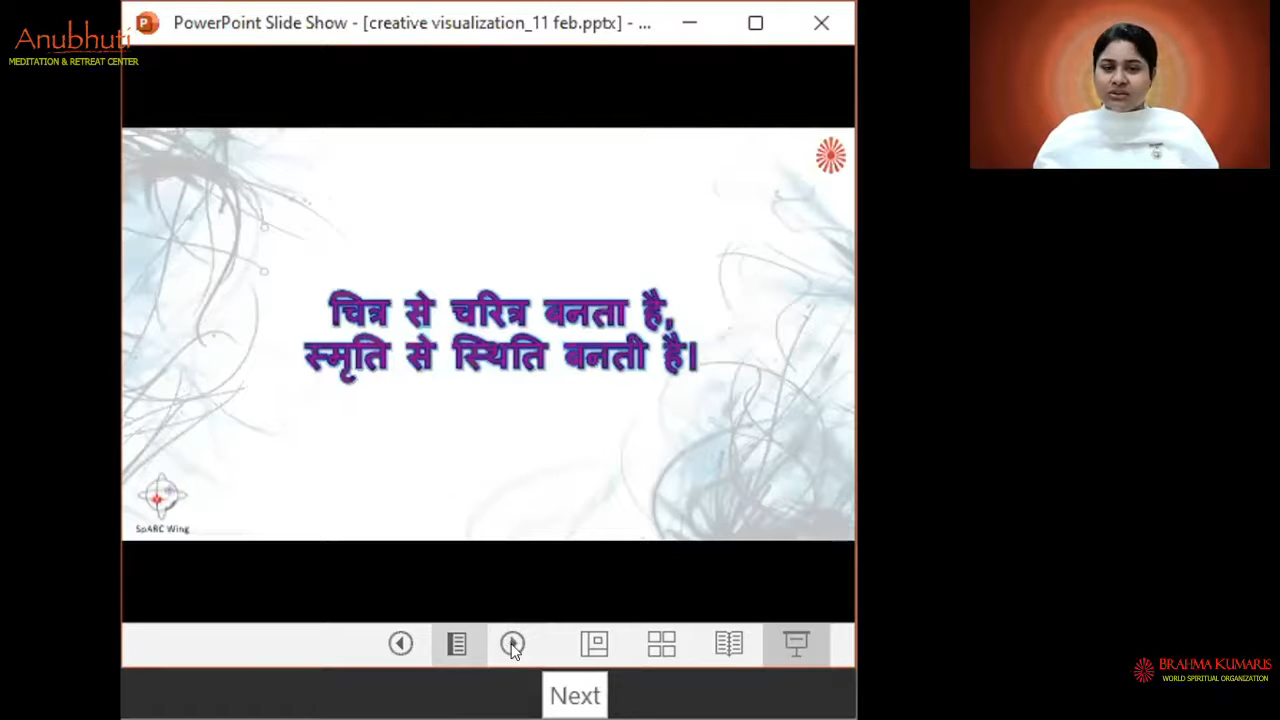 PowerPoint Slide Show - [creative visualization_11 feb.pptx] - ...
Anubhuti
MEDITATION & RETREAT CENTER
चित्र से चरित्र बनता है,
स्मृति से स्थिति बनती है।
SpARC Wing
Next
BRAHMA KUMARIS
WORLD SPIRITUAL ORGANIZATION